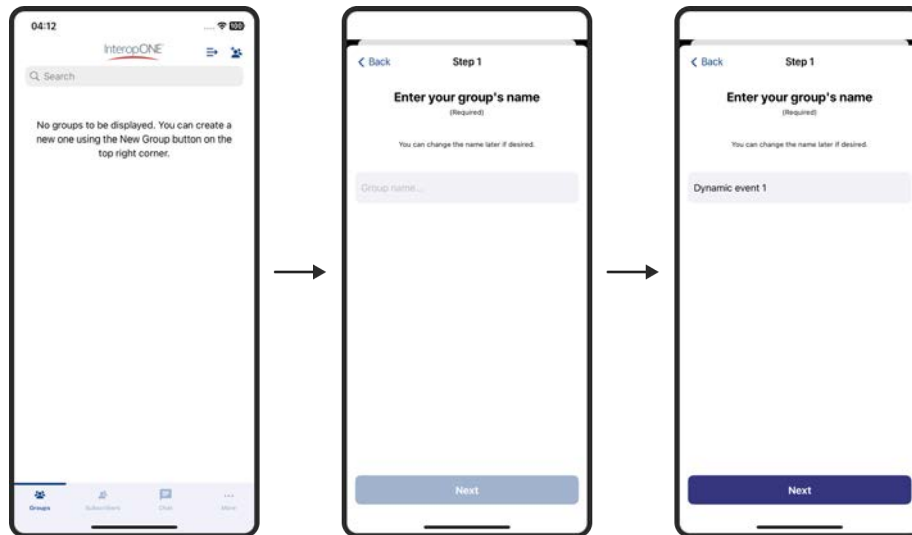 04:12
InteropONE
Search
No groups to be displayed. You can create a
new one using the New Group button on the
top right corner.
Groups
Subscribers
Chat
More
Back
Step 1
Enter your group's name
(Required)
You can change the name later if desired.
Group name...
Next
Back
Step 1
Enter your group's name
(Required)
You can change the name later if desired.
Dynamic event 1
Next